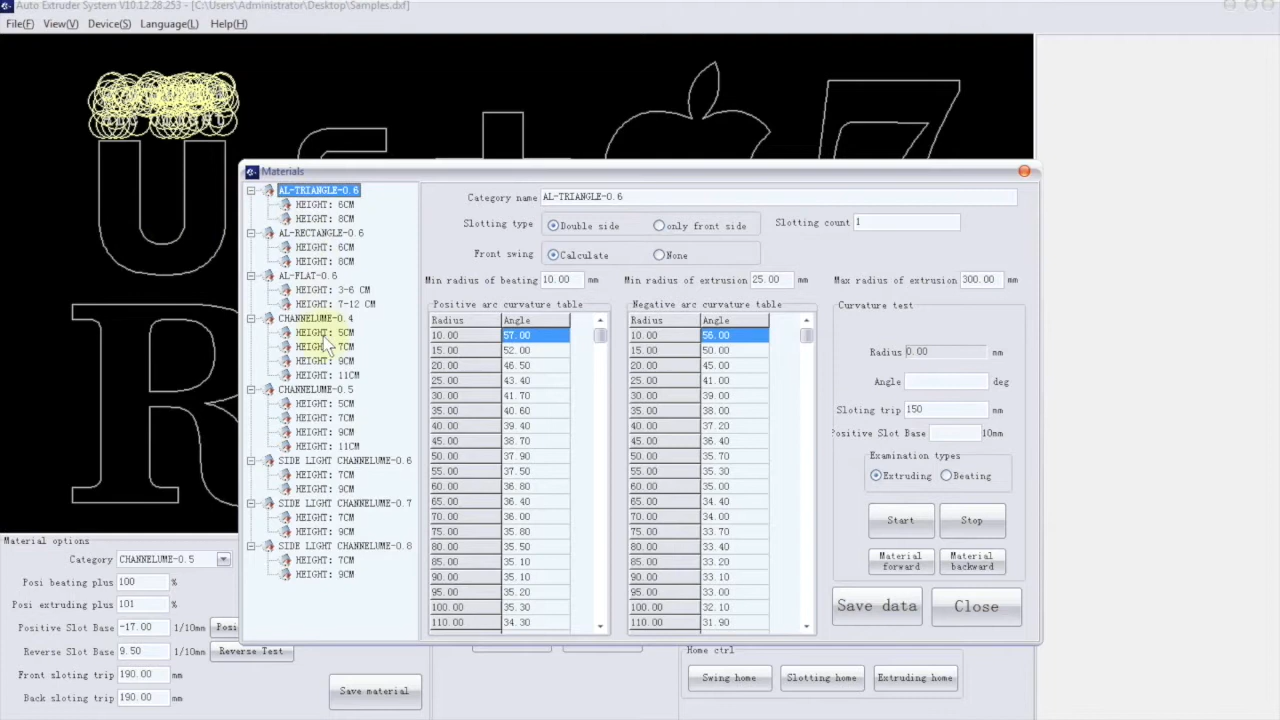 Auto Extruder System V10.12.28.253 - [C:\Users\Administrator\Desktop\Samples.dxf]
File(F) View(V) Device(S) Language(L) Help(H)
Materials
AL-TRIANGLE-0.6
HEIGHT: 6CM
HEIGHT: 8CM
AL-RECTANGLE-0.6
HEIGHT: 6CM
HEIGHT: 8CM
AL-FLAT-0.6
HEIGHT: 3-6 CM
HEIGHT: 7-12 CM
CHANNELUME-0.4
HEIGHT: 5CM
HEIGHT: 7CM
HEIGHT: 9CM
HEIGHT: 11CM
CHANNELUME-0.5
HEIGHT: 5CM
HEIGHT: 7CM
HEIGHT: 9CM
HEIGHT: 11CM
SIDE LIGHT CHANNELUME-0.6
HEIGHT: 7CM
HEIGHT: 9CM
SIDE LIGHT CHANNELUME-0.7
HEIGHT: 7CM
HEIGHT: 9CM
SIDE LIGHT CHANNELUME-0.8
HEIGHT: 7CM
HEIGHT: 9CM
Category name AL-TRIANGLE-0.6
Slotting type Double side only front side Slotting count 1
Front swing Calculate None
Min radius of beating 10.00 mm Min radius of extrusion 25.00 mm Max radius of extrusion 300.00 mm
Positive arc curvature table
Radius Angle
10.00 57.00
15.00 52.00
20.00 46.50
25.00 43.40
30.00 41.70
35.00 40.60
40.00 39.40
45.00 38.70
50.00 37.90
55.00 37.50
60.00 36.80
65.00 36.40
70.00 36.00
75.00 35.80
80.00 35.50
85.00 35.10
90.00 35.10
95.00 35.20
100.00 35.30
110.00 34.30
Negative arc curvature table
Radius Angle
10.00 56.00
15.00 50.00
20.00 45.00
25.00 41.00
30.00 39.00
35.00 38.00
40.00 37.20
45.00 36.40
50.00 35.70
55.00 35.30
60.00 35.00
65.00 34.40
70.00 34.00
75.00 33.70
80.00 33.40
85.00 33.20
90.00 33.10
95.00 33.00
100.00 32.10
110.00 31.90
Curvature test
Radius 0.00 mm
Angle deg
Sloting trip 150 mm
Positive Slot Base 10mm
Examination types
Extruding Beating
Start Stop
Material forward Material backward
Save data Close
Material options
Category CHANNELUME-0.5
Posi beating plus 100 %
Posi extruding plus 101 %
Positive Slot Base -17.00 1/10mm Posi
Reverse Slot Base 9.50 1/10mm Reverse Test
Front sloting trip 190.00 mm
Back sloting trip 190.00 mm
Save material
Home ctrl
Swing home Slotting home Extruding home